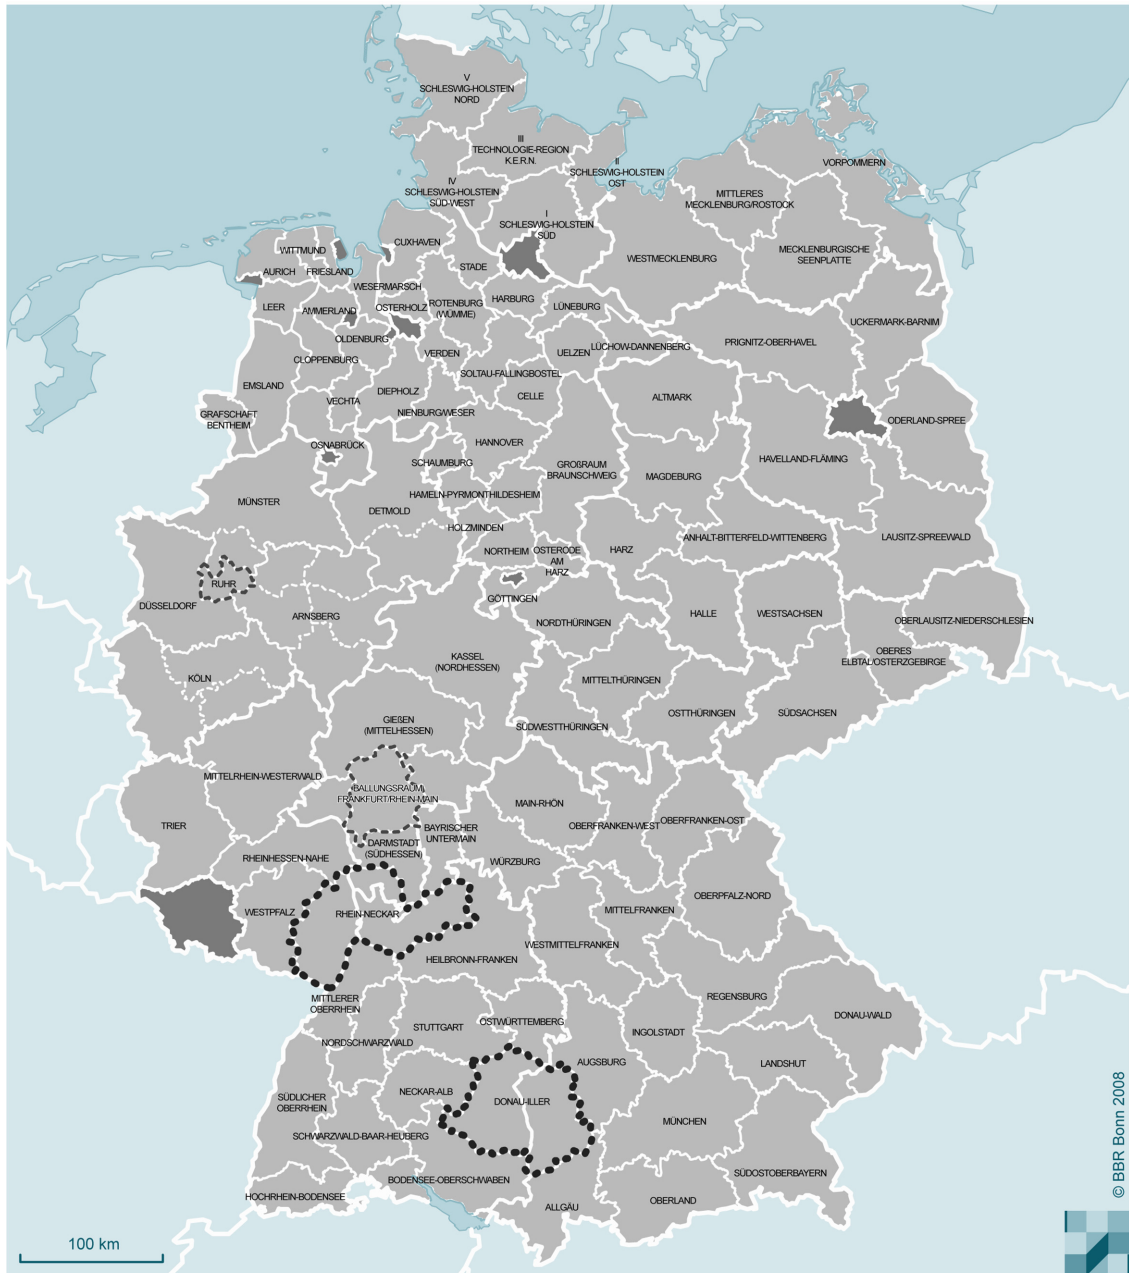 V
SCHLESWIG-HOLSTEIN
NORD
III
TECHNOLOGIE-REGION
K.E.R.N.
II
SCHLESWIG-HOLSTEIN
OST
IV
SCHLESWIG-HOLSTEIN
SÜD-WEST
I
SCHLESWIG-HOLSTEIN
SÜD
VORPOMMERN
MITTLERES
MECKLENBURG/ROSTOCK
MECKLENBURGISCHE
SEENPLATTE
WESTMECKLENBURG
CUXHAVEN
WITTMUND
AURICH
FRIESLAND
STADE
WESERMARSCH
LEER
AMMERLAND
OSTERHOLZ
ROTENBURG
(WÜMME)
HARBURG
LÜNEBURG
UCKERMARK-BARNIM
OLDENBURG
CLOPPENBURG
VERDEN
UELZEN
LÜCHOW-DANNENBERG
PRIGNITZ-OBERHAVEL
SOLTAU-FALLINGBOSTEL
EMSLAND
VECHTA
DIEPHOLZ
CELLE
ALTMARK
GRAFSCHAFT
BENTHEIM
NIENBURG/WESER
ODERLAND-SPREE
OSNABRÜCK
HANNOVER
SCHAUMBURG
GROßRAUM
BRAUNSCHWEIG
MAGDEBURG
HAVELLAND-FLÄMING
MÜNSTER
DETMOLD
HAMELN-PYRMONT
HILDESHEIM
HOLZMINDEN
ANHALT-BITTERFELD-WITTENBERG
LAUSITZ-SPREEWALD
NORTHEIM
OSTERODE
AM
HARZ
HARZ
RUHR
DÜSSELDORF
ARNSBERG
GÖTTINGEN
NORDTHÜRINGEN
HALLE
WESTSACHSEN
OBERLAUSITZ-NIEDERSCHLESIEN
KASSEL
(NORDHESSEN)
OBERES
ELBTAL/OSTERZGEBIRGE
KÖLN
MITTELTHÜRINGEN
OSTTHÜRINGEN
SÜDSACHSEN
GIEßEN
(MITTELHESSEN)
SÜDWESTTHÜRINGEN
MITTELRHEIN-WESTERWALD
BALLUNGSRAUM
FRANKFURT/RHEIN-MAIN
MAIN-RHÖN
TRIER
BAYRISCHER
UNTERMAIN
OBERFRANKEN-WEST
OBERFRANKEN-OST
DARMSTADT
(SÜDHESSEN)
RHEINHESSEN-NAHE
WÜRZBURG
WESTPFALZ
RHEIN-NECKAR
MITTELFRANKEN
OBERPFALZ-NORD
WESTMITTELFRANKEN
HEILBRONN-FRANKEN
MITTLERER
OBERRHEIN
REGENSBURG
DONAU-WALD
STUTTGART
OSTWÜRTTEMBERG
INGOLSTADT
NORDSCHWARZWALD
AUGSBURG
LANDSHUT
SÜDLICHER
OBERRHEIN
NECKAR-ALB
DONAU-ILLER
MÜNCHEN
SCHWARZWALD-BAAR-HEUBERG
BODENSEE-OBERSCHWABEN
SÜDOSTOBERBAYERN
HOCHRHEIN-BODENSEE
ALLGÄU
OBERLAND
100 km
© BBR Bonn 2008